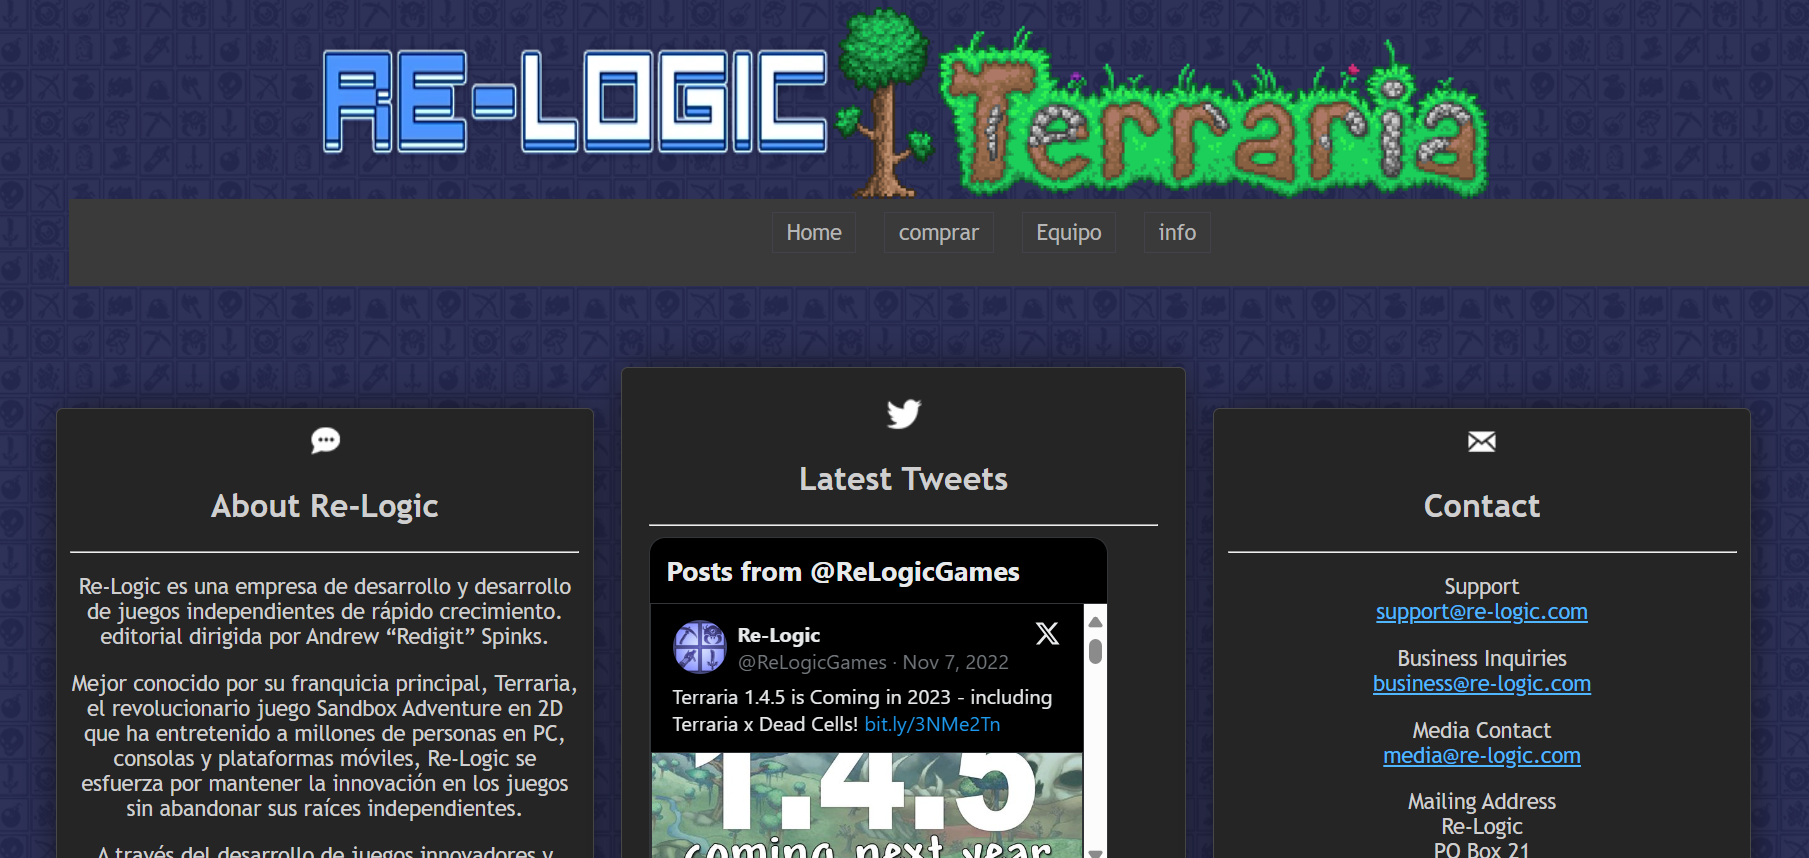 RE-LOGIC
Terraria
Home comprar Equipo info
About Re-Logic
Re-Logic es una empresa de desarrollo y desarrollo
de juegos independientes de rápido crecimiento.
editorial dirigida por Andrew “Redigit” Spinks.
Mejor conocido por su franquicia principal, Terraria,
el revolucionario juego Sandbox Adventure en 2D
que ha entretenido a millones de personas en PC,
consolas y plataformas móviles, Re-Logic se
esfuerza por mantener la innovación en los juegos
sin abandonar sus raíces independientes.
A través del desarrollo de juegos innovadores y
Latest Tweets
Posts from @ReLogicGames
Re-Logic
@ReLogicGames · Nov 7, 2022
Terraria 1.4.5 is Coming in 2023 - including
Terraria x Dead Cells! bit.ly/3NMe2Tn
1.4.5
coming next year
Contact
Support
support@re-logic.com
Business Inquiries
business@re-logic.com
Media Contact
media@re-logic.com
Mailing Address
Re-Logic
PO Box 21